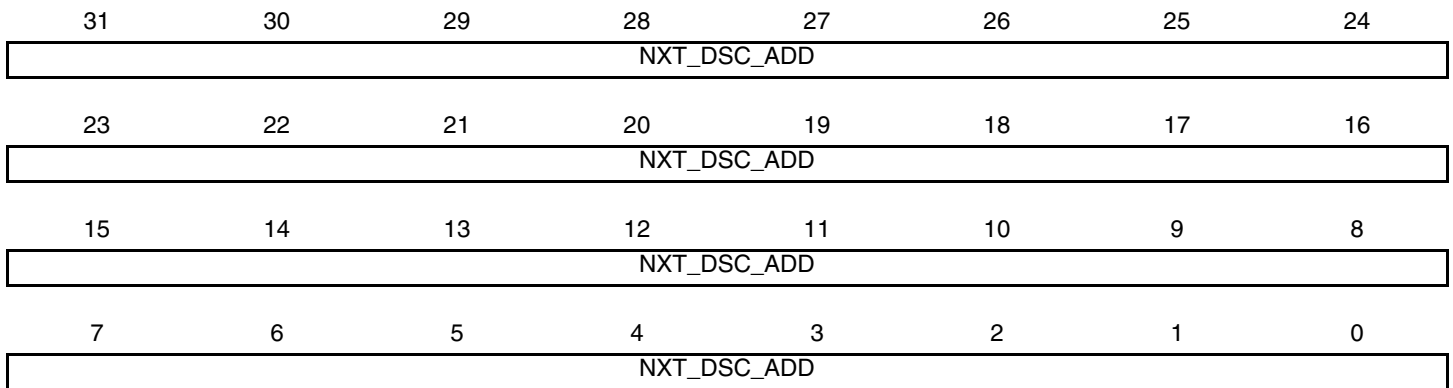 31 30 29 28 27 26 25 24
NXT_DSC_ADD
23 22 21 20 19 18 17 16
NXT_DSC_ADD
15 14 13 12 11 10 9 8
NXT_DSC_ADD
7 6 5 4 3 2 1 0
NXT_DSC_ADD